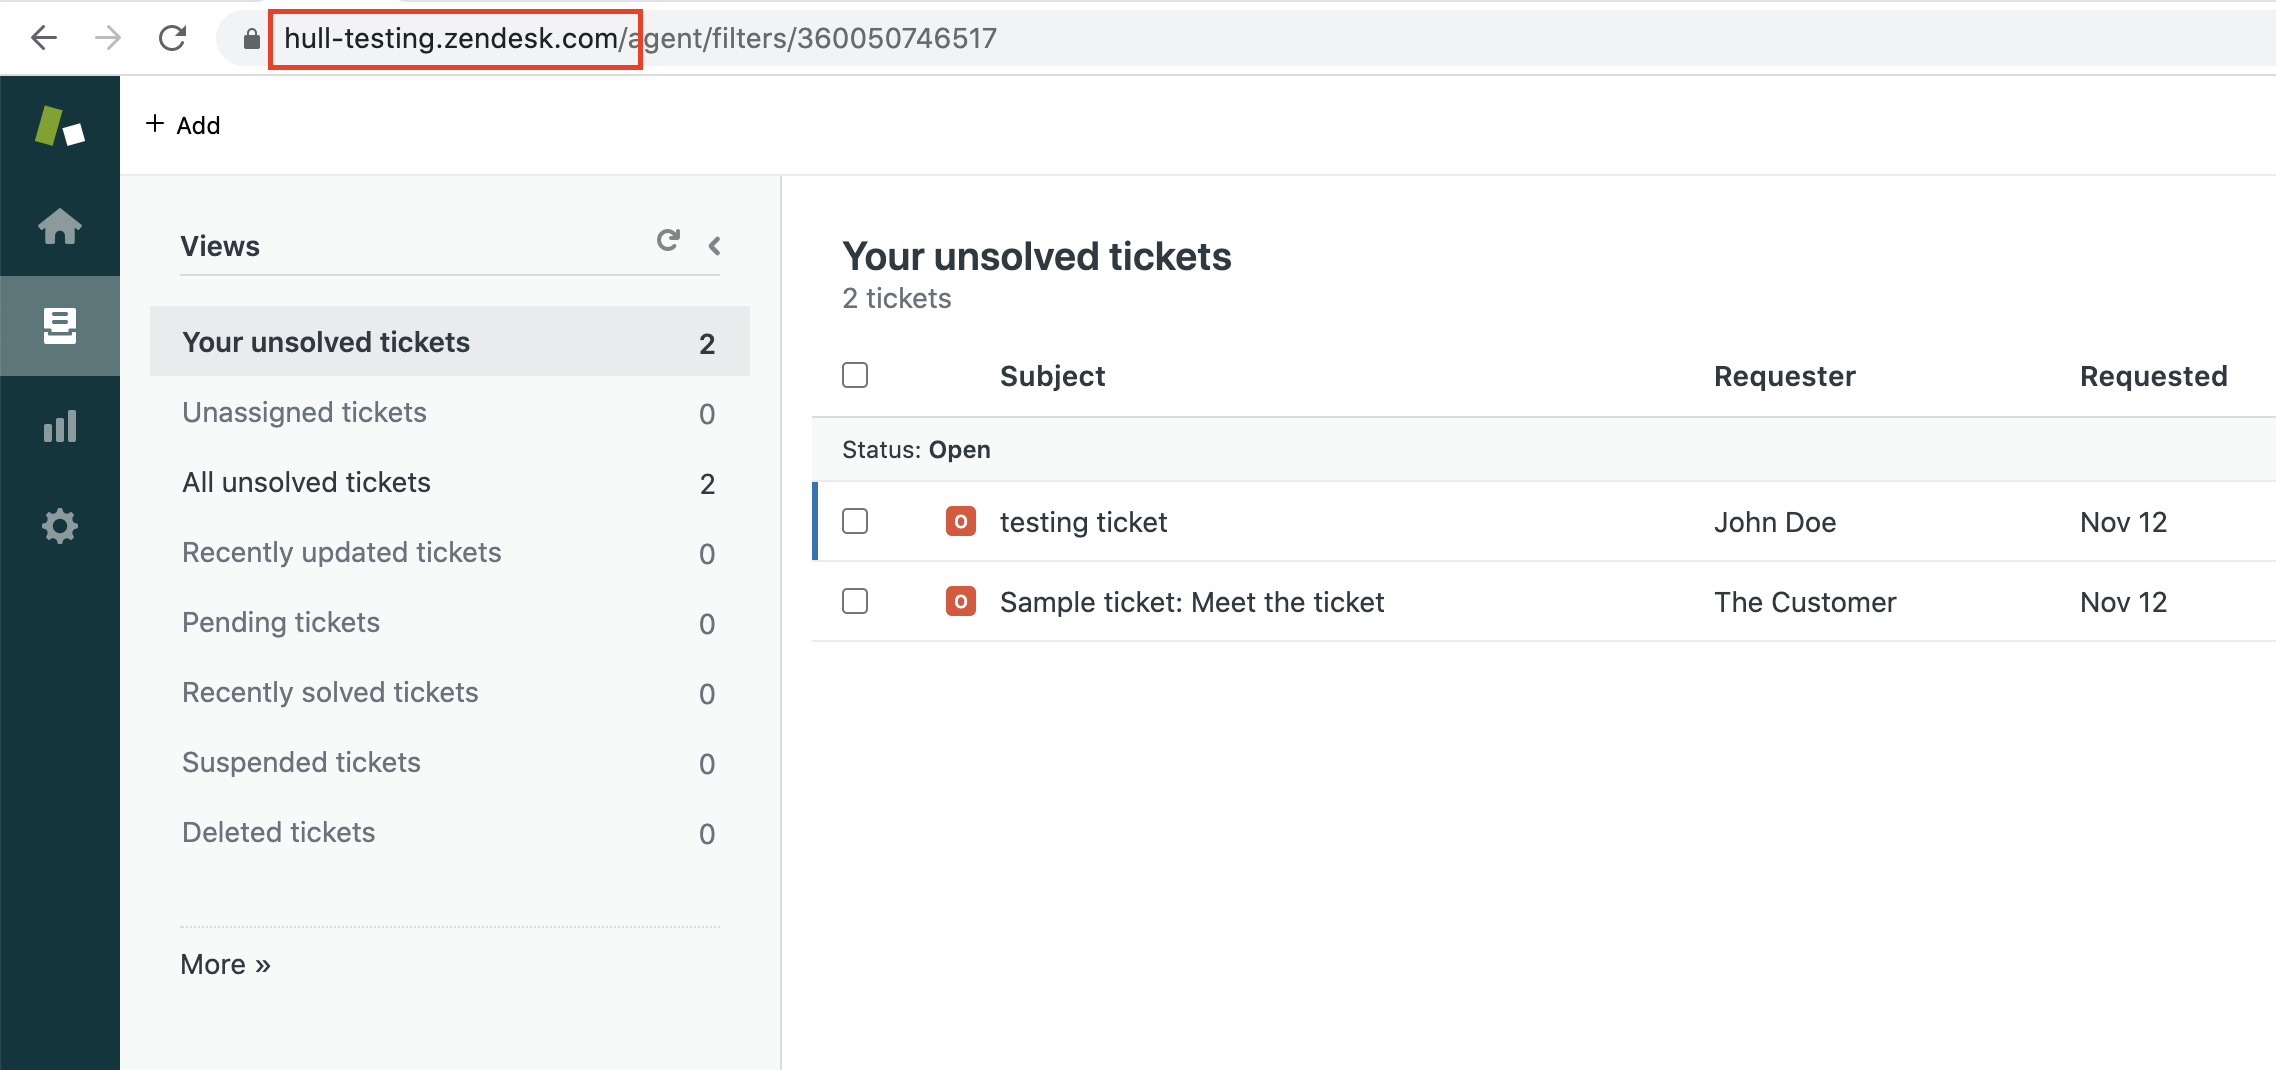 hull-testing.zendesk.com/agent/filters/360050746517
+ Add
Views
Your unsolved tickets 2
Unassigned tickets 0
All unsolved tickets 2
Recently updated tickets 0
Pending tickets 0
Recently solved tickets 0
Suspended tickets 0
Deleted tickets 0
More »
Your unsolved tickets
2 tickets
Subject Requester Requested
Status: Open
O testing ticket John Doe Nov 12
O Sample ticket: Meet the ticket The Customer Nov 12